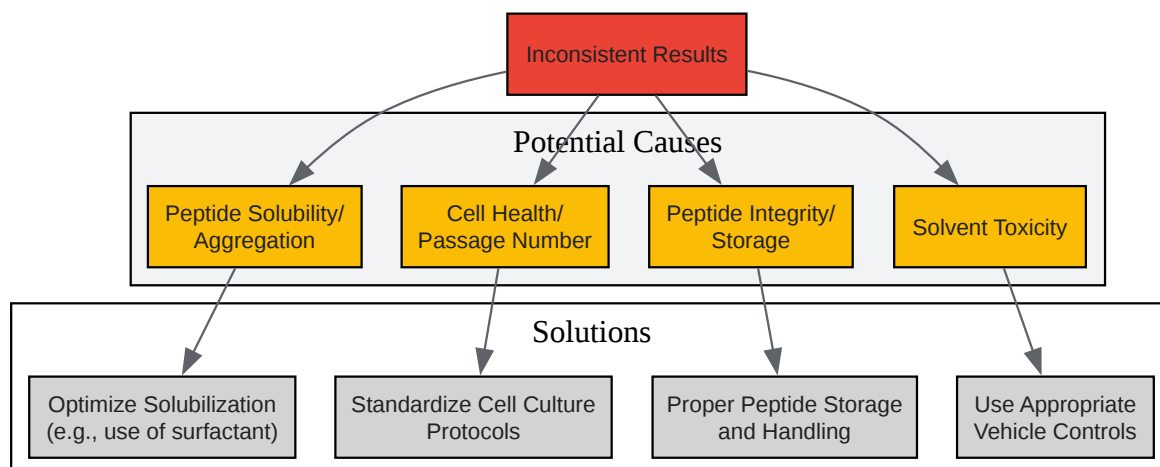 Inconsistent Results
Potential Causes
Peptide Solubility/
Aggregation
Cell Health/
Passage Number
Peptide Integrity/
Storage
Solvent Toxicity
Solutions
Optimize Solubilization
(e.g., use of surfactant)
Standardize Cell Culture
Protocols
Proper Peptide Storage
and Handling
Use Appropriate
Vehicle Controls